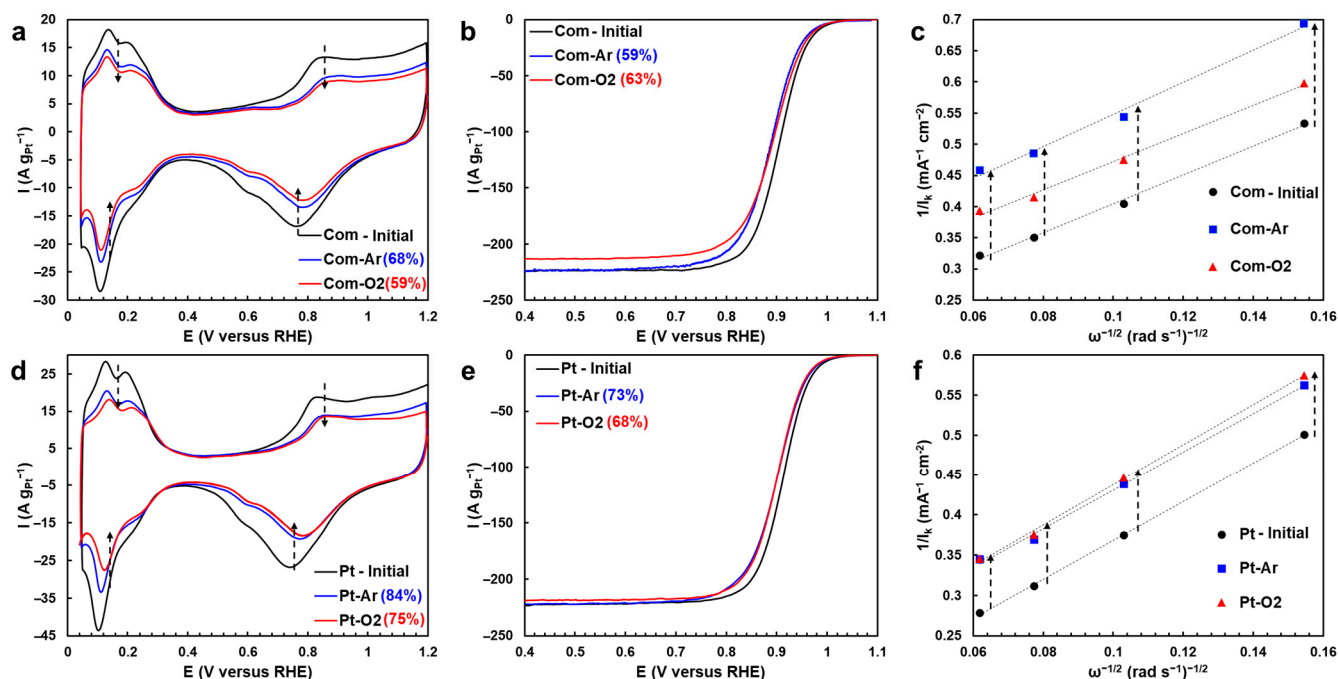 a
I (A gPt⁻¹)
20
15
10
5
0
−5
−10
−15
−20
−25
−30
Com - Initial
Com-Ar (68%)
Com-O2 (59%)
0 0.2 0.4 0.6 0.8 1 1.2
E (V versus RHE)
b
I (A gPt⁻¹)
0
−50
−100
−150
−200
−250
Com - Initial
Com-Ar (59%)
Com-O2 (63%)
0.4 0.5 0.6 0.7 0.8 0.9 1 1.1
E (V versus RHE)
c
1/Ik (mA⁻¹ cm⁻²)
0.7
0.65
0.6
0.55
0.5
0.45
0.4
0.35
0.3
0.25
Com - Initial
Com-Ar
Com-O2
0.06 0.08 0.10 0.12 0.14 0.16
ω⁻¹/² (rad s⁻¹)⁻¹/²
d
I (A gPt⁻¹)
25
15
5
−5
−15
−25
−35
−45
Pt - Initial
Pt-Ar (84%)
Pt-O2 (75%)
0 0.2 0.4 0.6 0.8 1.0 1.2
E (V versus RHE)
e
I (A gPt⁻¹)
0
−50
−100
−150
−200
−250
Pt - Initial
Pt-Ar (73%)
Pt-O2 (68%)
0.4 0.5 0.6 0.7 0.8 0.9 1 1.1
E (V versus RHE)
f
1/Ik (mA⁻¹ cm⁻²)
0.6
0.55
0.5
0.45
0.4
0.35
0.3
0.25
Pt - Initial
Pt-Ar
Pt-O2
0.06 0.08 0.10 0.12 0.14 0.16
ω⁻¹/² (rad s⁻¹)⁻¹/²